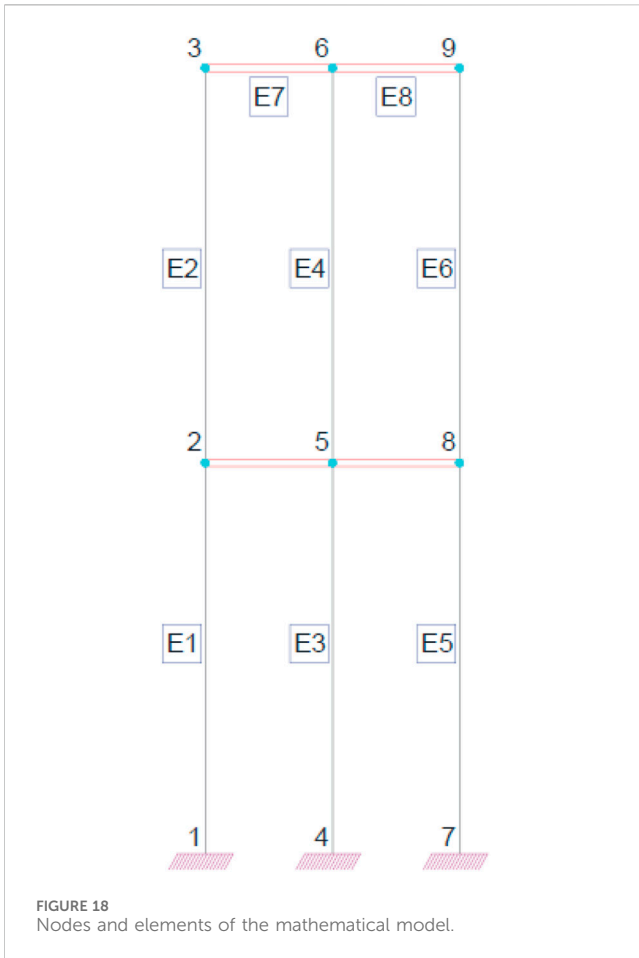 3 6 9
E7 E8
E2 E4 E6
2 5 8
E1 E3 E5
1 4 7
FIGURE 18
Nodes and elements of the mathematical model.